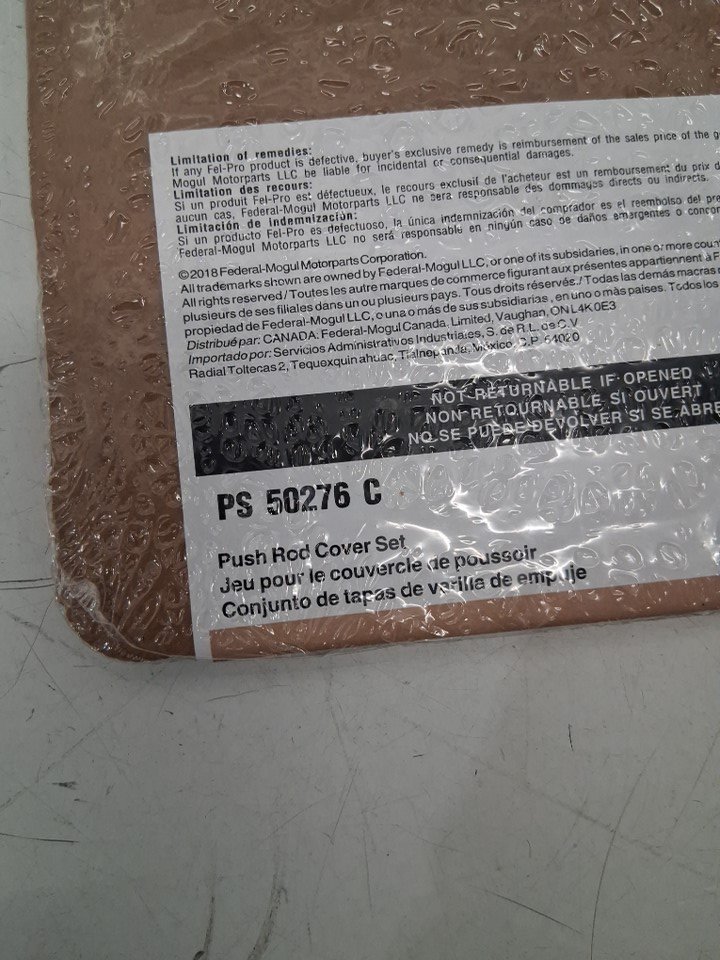 Limitation of remedies:
If any Fel-Pro product is defective, buyer's exclusive remedy is reimbursement of the sales price of the
Mogul Motorparts LLC be liable for incidental or consequential damages.
Limitation des recours:
Si un produit Fel-Pro est défectueux, le recours exclusif de l'acheteur est un remboursement du prix
aucun cas, Federal-Mogul Motorparts LLC ne sera responsable des dommages directs ou indirects.
Limitación de indemnización:
Si un producto Fel-Pro es defectuoso, la única indemnización del comprador es el reembolso del
Federal-Mogul Motorparts LLC no será responsable en ningún caso de daños emergentes o
©2018 Federal-Mogul Motorparts Corporation.
All trademarks shown are owned by Federal-Mogul LLC, or one of its subsidiaries, in one or more
All rights reserved / Toutes les autre marques de commerce figurant aux présentes appartiennent à
plusieurs de ses filiales dans un ou plusieurs pays. Tous droits réservés./ Todas las demás marcas
propiedad de Federal-Mogul LLC, o una o más de sus subsidiarias, en uno o más países. Todos los
Distribué par: CANADA: Federal-Mogul Canada. Limited, Vaughan, ON L4K 0E3
Importado por: Servicios Administrativos Industriales, S. de R.L. de C.V
Radial Toltecas 2, Tequexquinahuac, Tlalnepantla, México, C.P. 54020
NOT RETURNABLE IF OPENED
NON RETOURNABLE SI OUVERT
NO SE PUEDE DEVOLVER SI SE ABRE
PS 50276 C
Push Rod Cover Set
Jeu pour le couvercle de poussoir
Conjunto de tapas de varilla de empuje